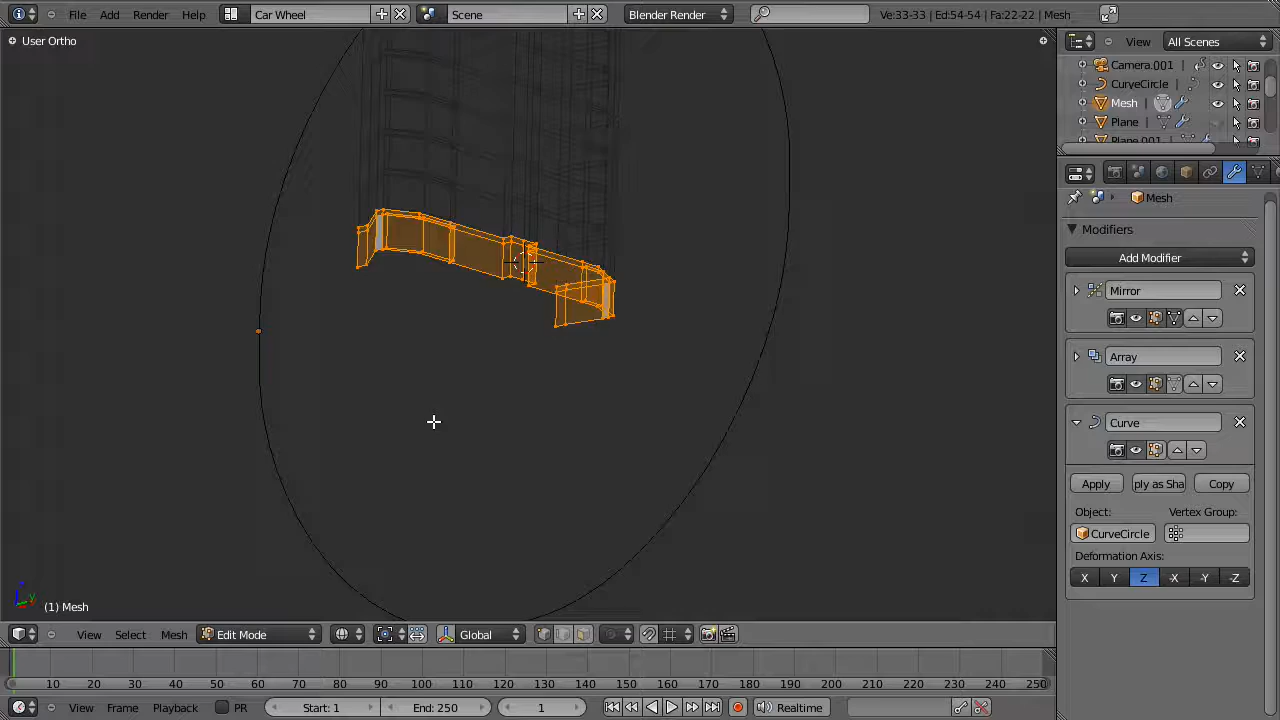 File Add Render Help Car Wheel Scene Blender Render Ve:33-33 | Ed:54-54 | Fa:22-22 | Mesh
User Ortho
View All Scenes
Camera.001
CurveCircle
Mesh
Plane
Plane.001
Mesh
Modifiers
Add Modifier
Mirror
Array
Curve
Apply ply as Sha Copy
Object: Vertex Group:
CurveCircle
Deformation Axis:
X Y Z -X -Y -Z
(1) Mesh
View Select Mesh Edit Mode Global
10 20 30 40 50 60 70 80 90 100 110 120 130 140 150 160 170 180 190 200 210 220 230 240 250
View Frame Playback PR Start: 1 End: 250 1 Realtime